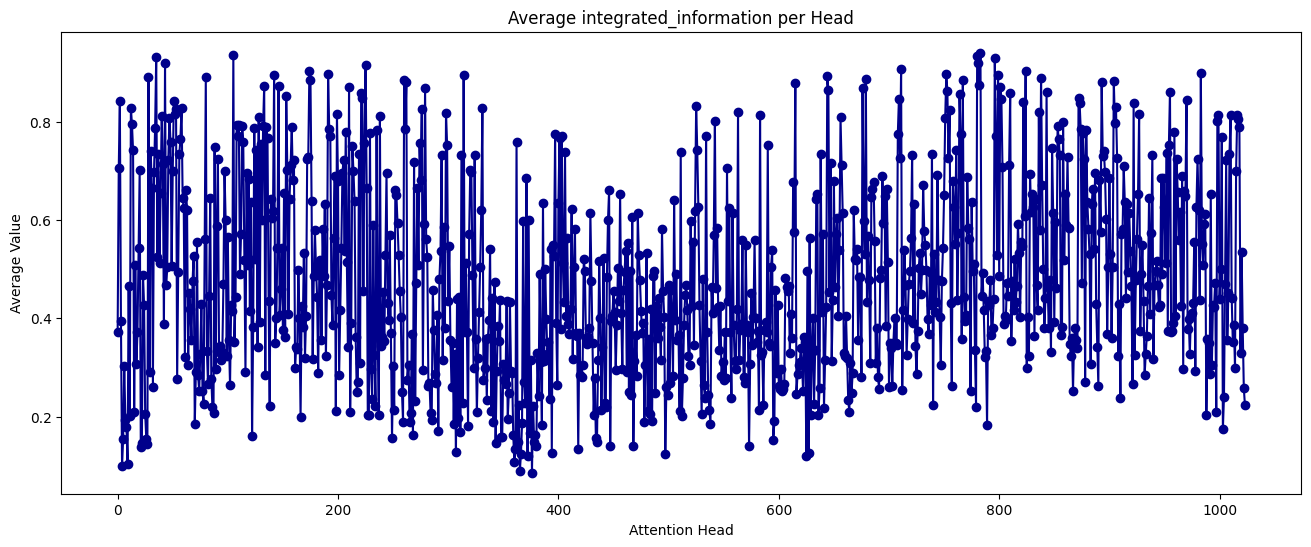 Average integrated_information per Head
Average Value
0.8
0.6
0.4
0.2
0 200 400 600 800 1000
Attention Head